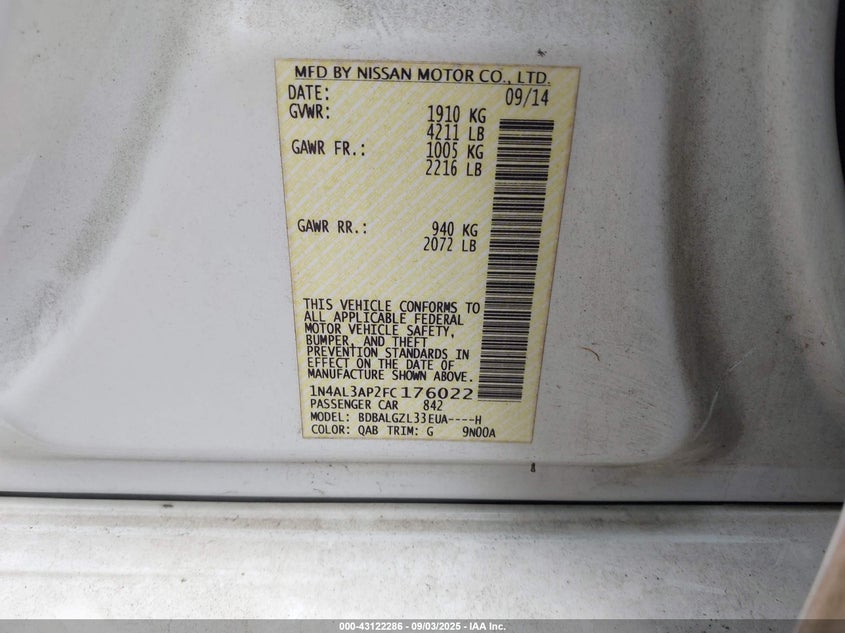 MFD BY NISSAN MOTOR CO., LTD.
DATE: 09/14
GVWR: 1910 KG
4211 LB
GAWR FR.: 1005 KG
2216 LB
GAWR RR.: 940 KG
2072 LB
THIS VEHICLE CONFORMS TO
ALL APPLICABLE FEDERAL
MOTOR VEHICLE SAFETY,
BUMPER, AND THEFT
PREVENTION STANDARDS IN
EFFECT ON THE DATE OF
MANUFACTURE SHOWN ABOVE.
1N4AL3AP2FC176022
PASSENGER CAR 842
MODEL: BDBALGZL33EUA----H
COLOR: QAB TRIM: G 9N00A
000-43122286 - 09/03/2025 - IAA Inc.